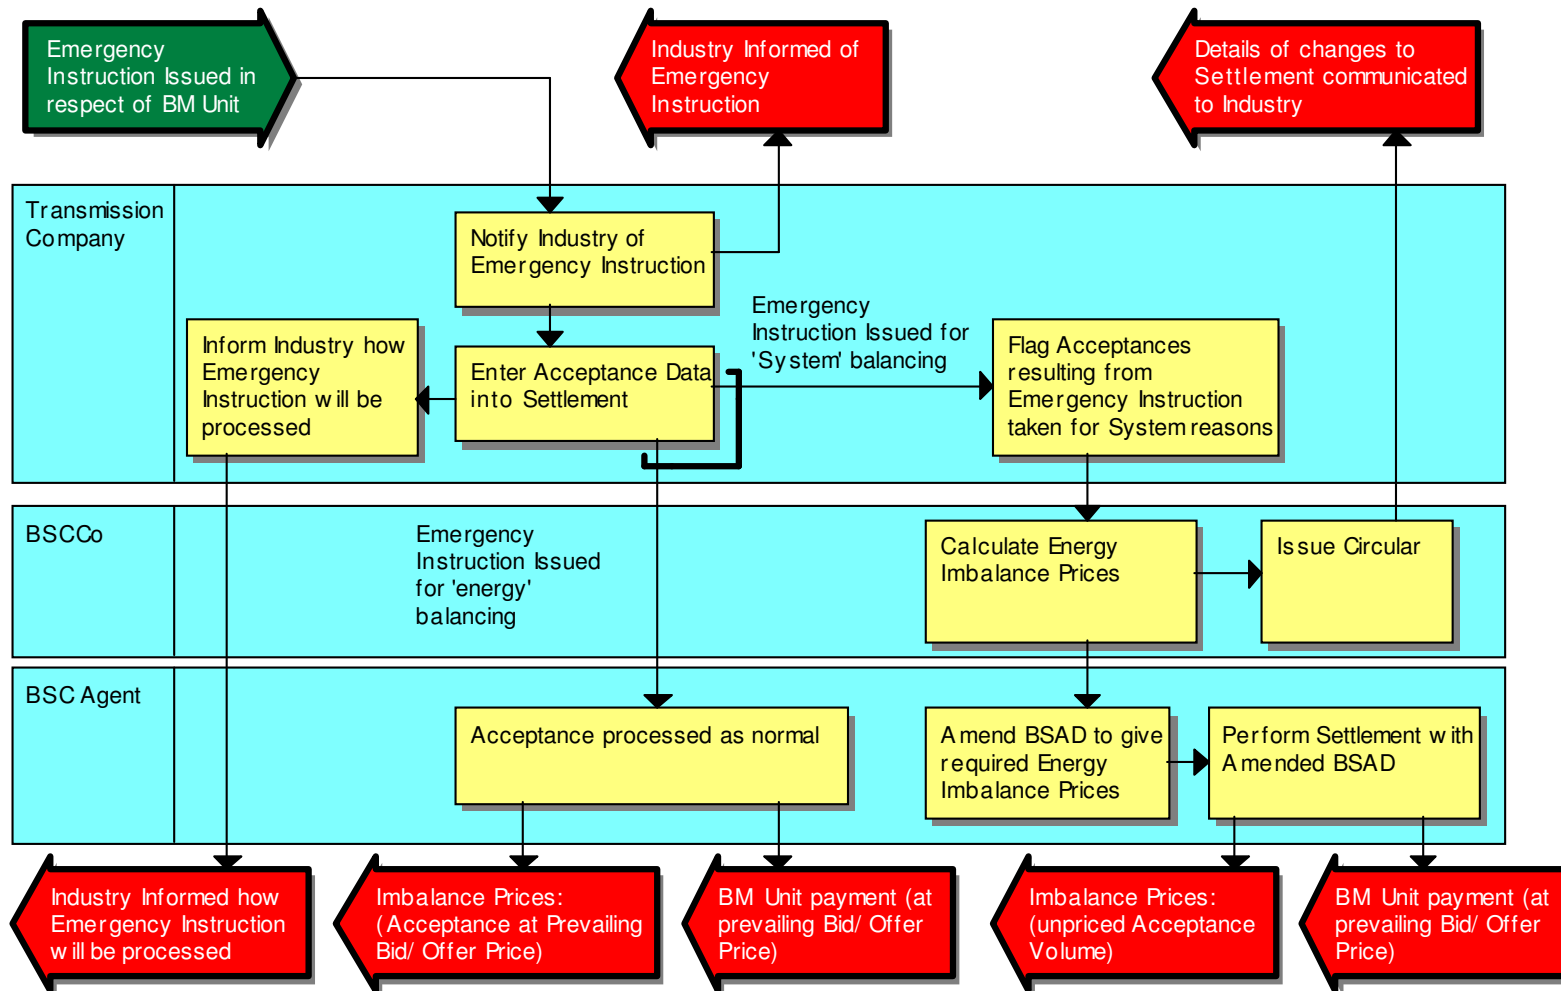 Emergency
Instruction Issued in
respect of BM Unit
Industry Informed of
Emergency
Instruction
Details of changes to
Settlement communicated
to Industry
Transmission
Company
Notify Industry of
Emergency Instruction
Inform Industry how
Emergency
Instruction will be
processed
Enter Acceptance Data
into Settlement
Emergency
Instruction Issued for
'System' balancing
Flag Acceptances
resulting from
Emergency Instruction
taken for System reasons
BSCCo
Emergency
Instruction Issued
for 'energy'
balancing
Calculate Energy
Imbalance Prices
Issue Circular
BSC Agent
Acceptance processed as normal
Amend BSAD to give
required Energy
Imbalance Prices
Perform Settlement with
Amended BSAD
Industry Informed how
Emergency Instruction
will be processed
Imbalance Prices:
(Acceptance at Prevailing
Bid/ Offer Price)
BM Unit payment (at
prevailing Bid/ Offer
Price)
Imbalance Prices:
(unpriced Acceptance
Volume)
BM Unit payment (at
prevailing Bid/ Offer
Price)